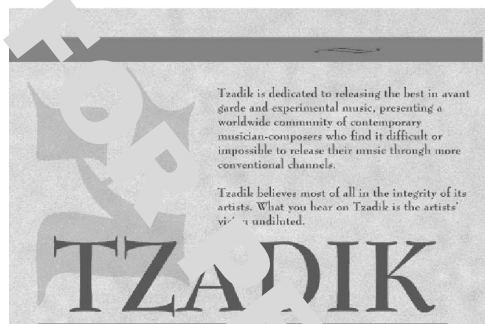 Tzadik is dedicated to releasing the best in avant
garde and experimental music, presenting a
worldwide community of contemporary
musician-composers who find it difficult or
impossible to release their music through more
conventional channels.
Tzadik believes most of all in the integrity of its
artists. What you hear on Tzadik is the artists'
undiluted.
TZADIK